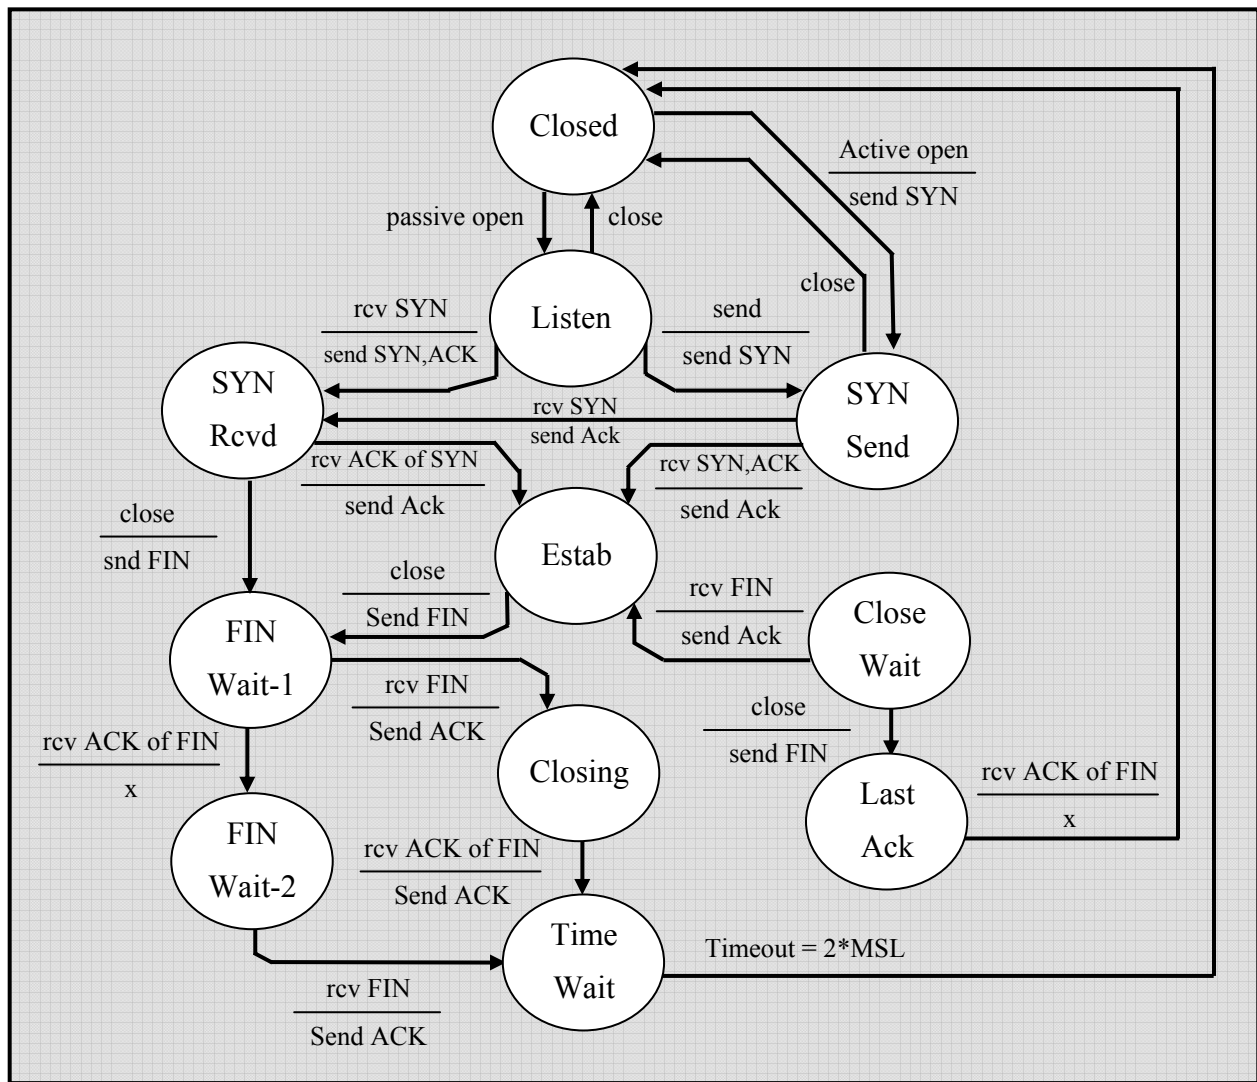 Closed
Active open
send SYN
passive open
close
close
Listen
rcv SYN
send SYN,ACK
send
send SYN
SYN
Rcvd
SYN
Send
rcv SYN
send Ack
rcv ACK of SYN
send Ack
rcv SYN,ACK
send Ack
close
snd FIN
Estab
close
Send FIN
rcv FIN
send Ack
Close
Wait
FIN
Wait-1
rcv FIN
Send ACK
close
send FIN
rcv ACK of FIN
x
Closing
Last
Ack
rcv ACK of FIN
x
FIN
Wait-2
rcv ACK of FIN
Send ACK
Time
Wait
Timeout = 2*MSL
rcv FIN
Send ACK